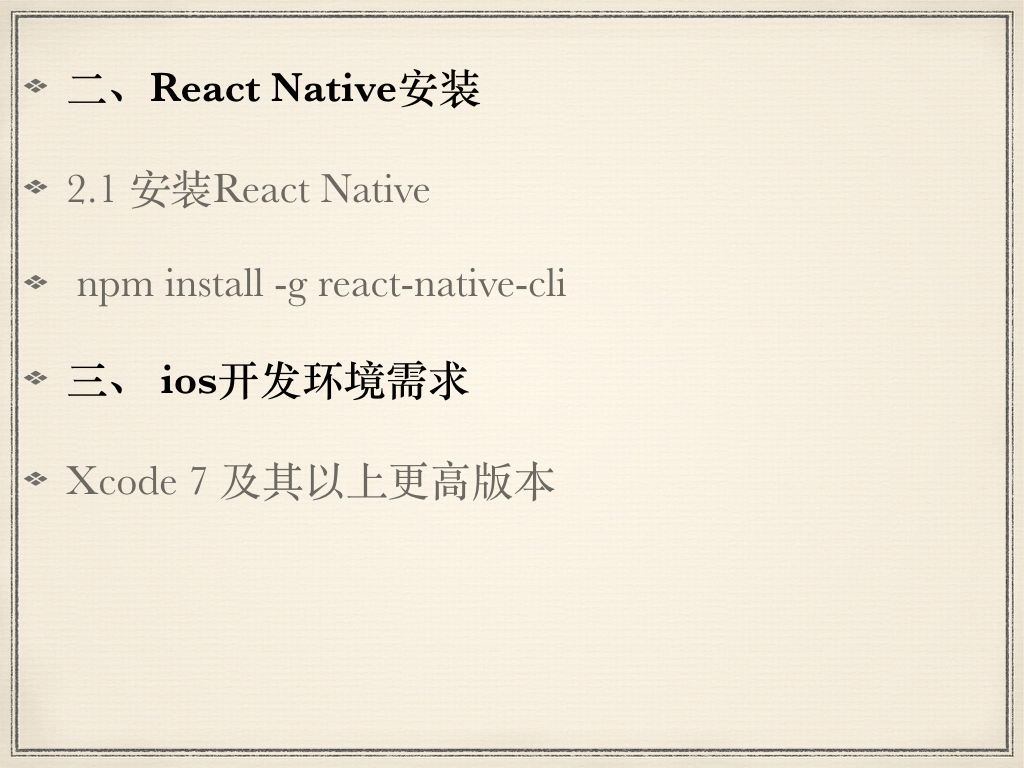 二、React Native安装
2.1 安装React Native
npm install -g react-native-cli
三、 ios开发环境需求
Xcode 7 及其以上更高版本